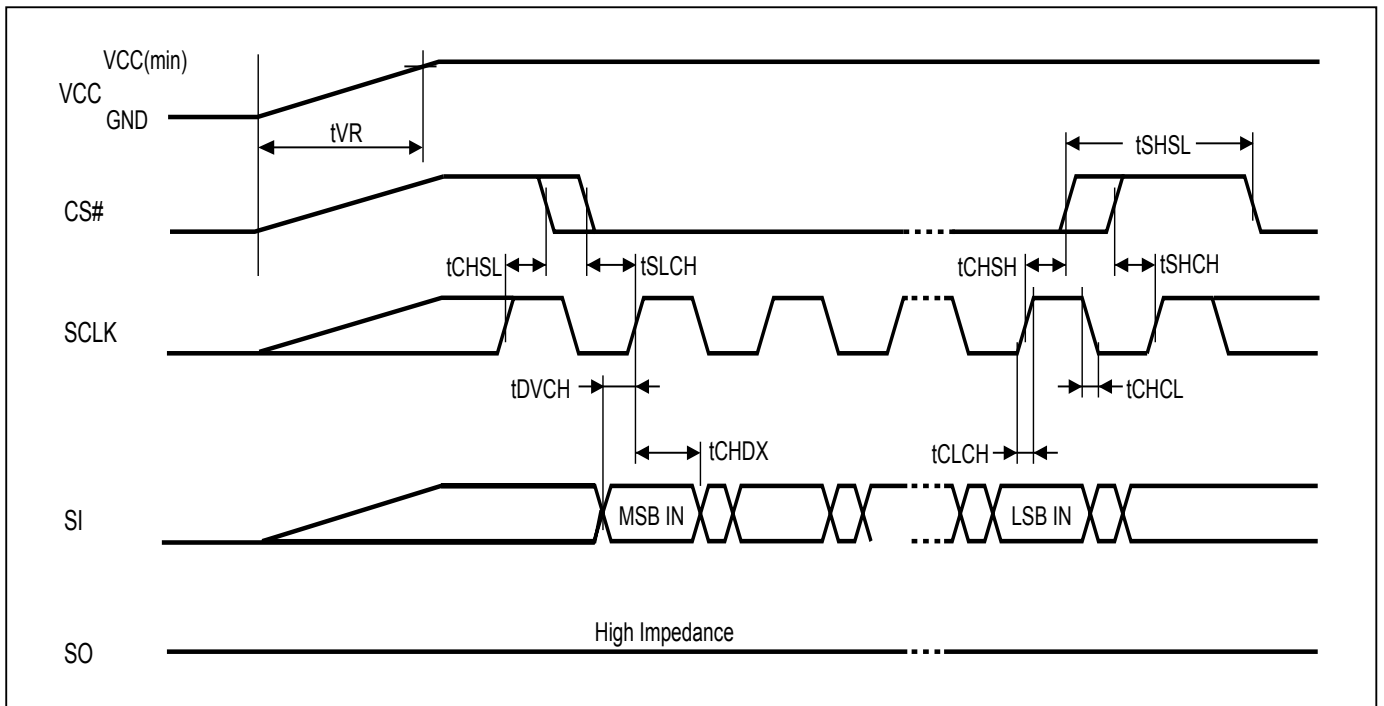 VCC(min)
VCC
GND
tVR
tSHSL
CS#
tCHSL
tSLCH
tCHSH
tSHCH
SCLK
tDVCH
tCHCL
tCHDX
tCLCH
SI
MSB IN
LSB IN
High Impedance
SO